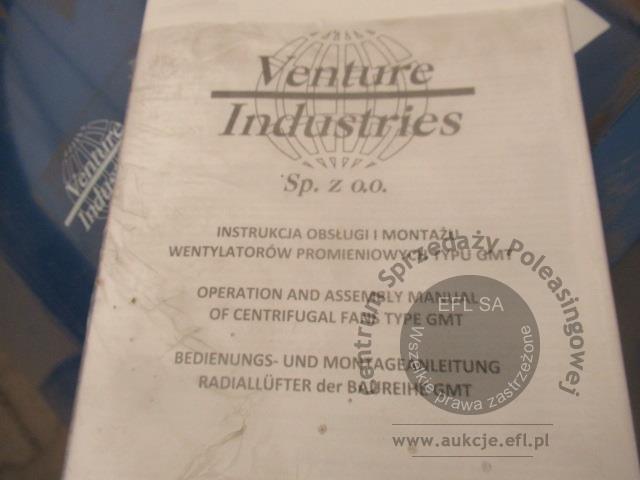 Venture
Industries
Sp. z o.o.
Venture
Indus
INSTRUKCJA OBSŁUGI I MONTAŻU
WENTYLATORÓW PROMIENIOWYCH TYPU GMT
OPERATION AND ASSEMBLY MANUAL
OF CENTRIFUGAL FANS TYPE GMT
BEDIENUNGS- UND MONTAGEANLEITUNG
RADIALLÜFTER der BAUREIHE GMT
Centrum Sprzedaży Poleasingowej
EFL SA
Wszelkie prawa zastrzeżone
www.aukcje.efl.pl